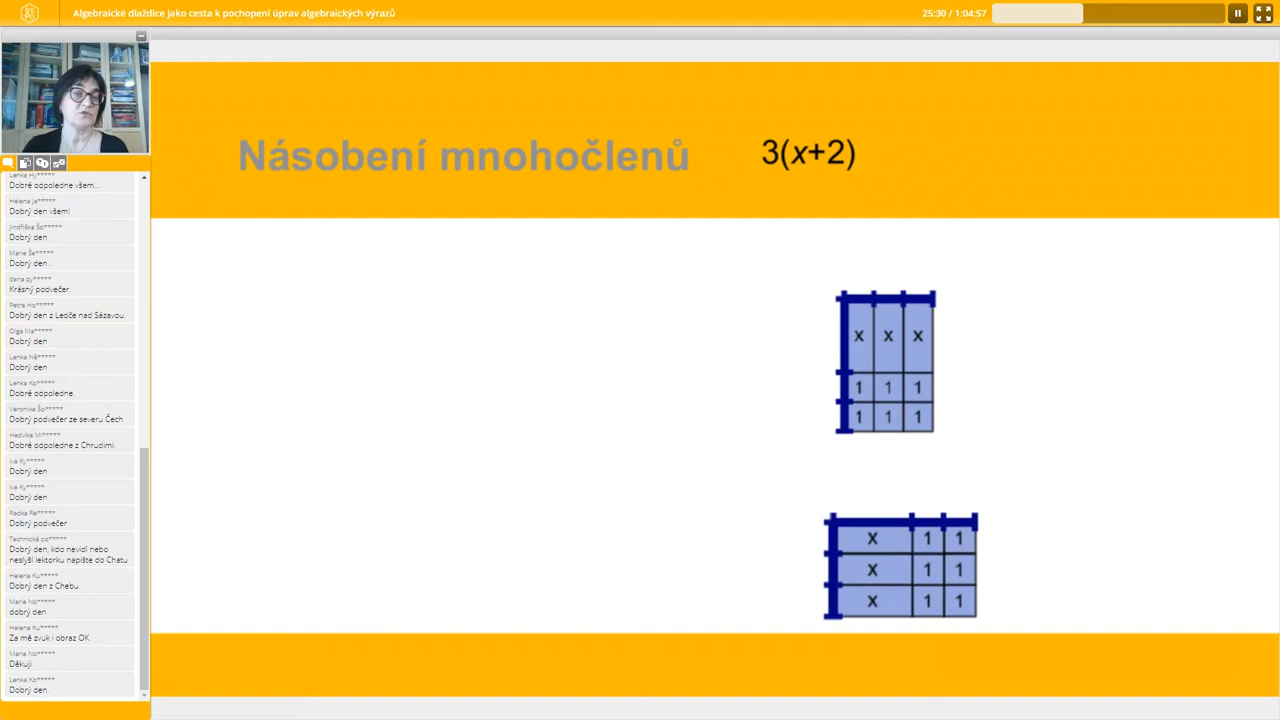 BYPO
Algebraické dlaždice jako cesta k pochopení úprav algebraických výrazů
25:30 / 1:04:57
Násobení mnohočlenů
3(x+2)
x x x
1 1 1
1 1 1
x 1 1
x 1 1
x 1 1
Lenka Hy*****
Dobré odpoledne všem...
Helena Ja*****
Dobrý den všem!
Jindřiška Šo*****
Dobrý den
Marie Še*****
Dobrý den.
dana py*****
Krásný podvečer.
Petra Ho*****
Dobrý den z Ledče nad Sázavou.
Olga Ma*****
Dobrý den
Lenka Ně*****
Dobrý den
Lenka Ko*****
Dobré odpoledne.
Veronika Šo*****
Dobrý podvečer ze severu Čech
Hedvika Mi*****
Dobré odpoledne z Chrudimi.
Iva Ky*****
Dobrý den
Iva Ky*****
Dobrý den
Radka Re*****
Dobrý podvečer
Technická po*****
Dobrý den, kdo nevidí nebo
neslyší lektorku napište do Chatu
Helena Ku*****
Dobrý den z Chebu.
Marie No*****
dobrý den
Helena Ku*****
Za mě zvuk i obraz OK.
Marie No*****
Děkuji
Lenka Ko*****
Dobrý den.